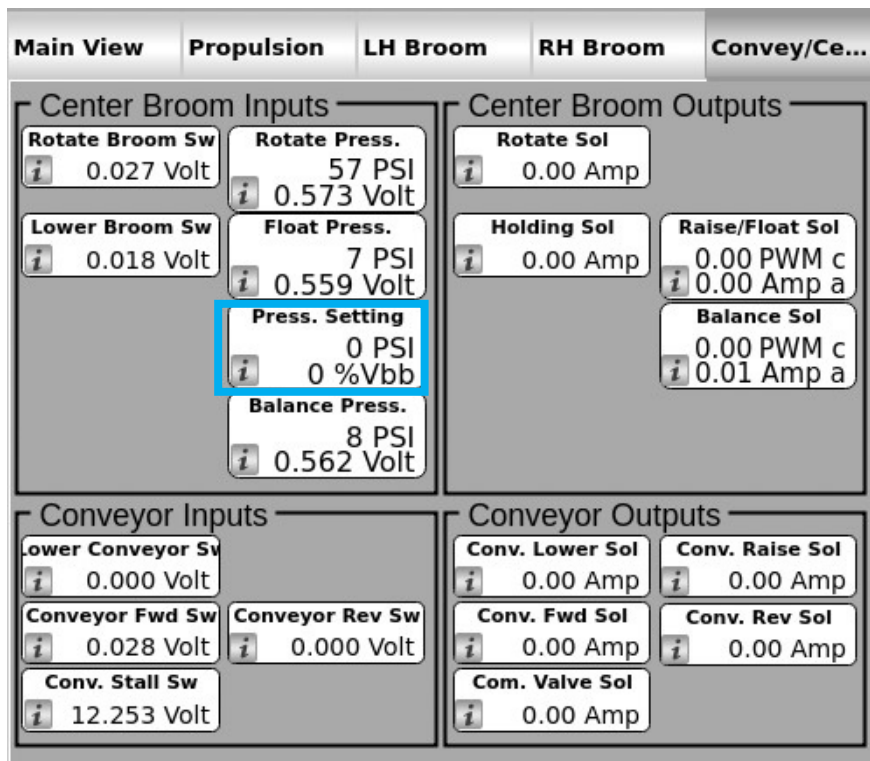 Main View Propulsion LH Broom RH Broom Convey/Ce...
Center Broom Inputs
Rotate Broom Sw
i 0.027 Volt
Rotate Press.
57 PSI
i 0.573 Volt
Lower Broom Sw
i 0.018 Volt
Float Press.
7 PSI
i 0.559 Volt
Press. Setting
0 PSI
i 0 %Vbb
Balance Press.
8 PSI
i 0.562 Volt
Center Broom Outputs
Rotate Sol
i 0.00 Amp
Holding Sol
i 0.00 Amp
Raise/Float Sol
0.00 PWM c
i 0.00 Amp a
Balance Sol
0.00 PWM c
i 0.01 Amp a
Conveyor Inputs
Lower Conveyor Sw
i 0.000 Volt
Conveyor Fwd Sw
i 0.028 Volt
Conveyor Rev Sw
i 0.000 Volt
Conv. Stall Sw
i 12.253 Volt
Conveyor Outputs
Conv. Lower Sol
i 0.00 Amp
Conv. Raise Sol
i 0.00 Amp
Conv. Fwd Sol
i 0.00 Amp
Conv. Rev Sol
i 0.00 Amp
Com. Valve Sol
i 0.00 Amp